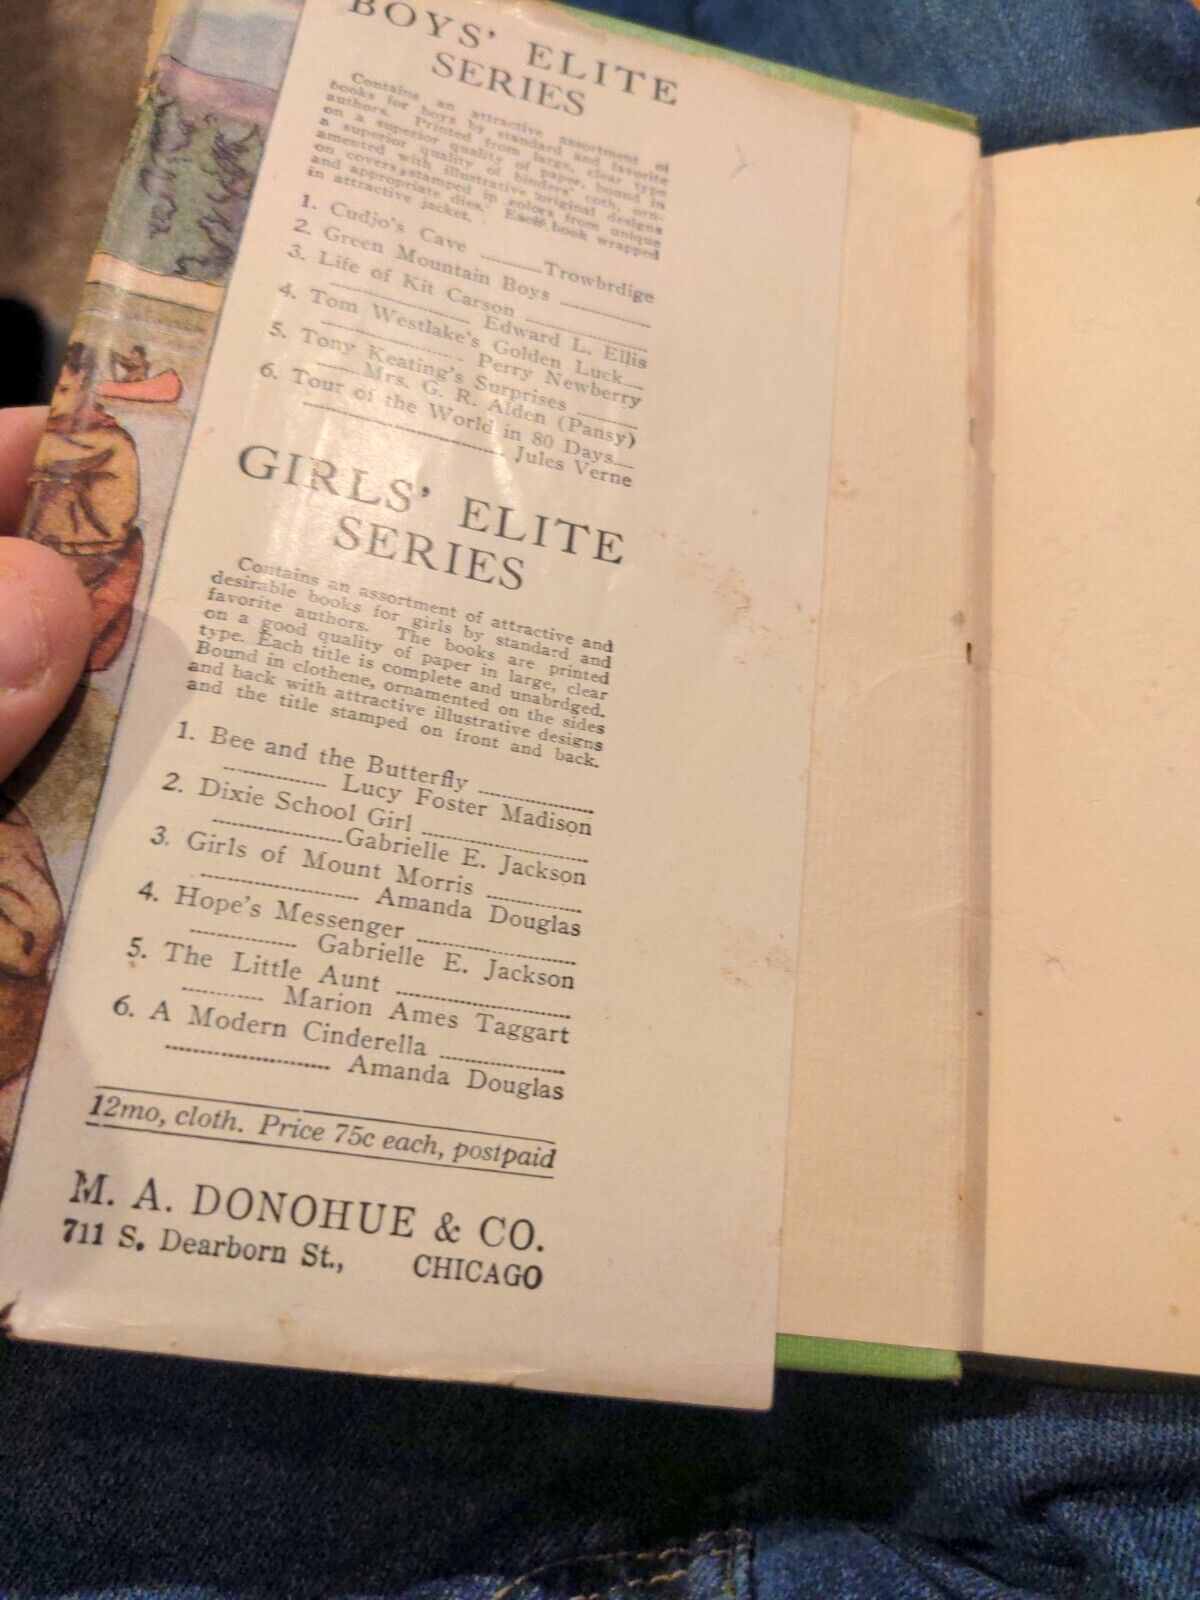 BOYS' ELITE
SERIES
Contains an attractive assortment of
books for boys by standard and favorite
authors. Printed from large, clear type
on a superior quality of paper, bound in
a superior quality of binders' coth, orn-
amented with illustrative original designs
on covers, stamped in colors from unique
and appropriate dies. Each book wrapped
in attractive jacket.
1. Cudjo's Cave ............Trowbrdige
2. Green Mountain Boys ............
3. Life of Kit Carson ............
............ Edward L. Ellis
4. Tom Westlake's Golden Luck....
............ Perry Newberry
5. Tony Keating's Surprises ........
......Mrs. G. R. Alden (Pansy)
6. Tour of the World in 80 Days....
............ Jules Verne
GIRLS' ELITE
SERIES
Contains an assortment of attractive and
desirable books for girls by standard and
favorite authors. The books are printed
on a good quality of paper in large, clear
type. Each title is complete and unabrdged.
Bound in clothene, ornamented on the sides
and back with attractive illustrative designs
and the title stamped on front and back.
1. Bee and the Butterfly ............
............ Lucy Foster Madison
2. Dixie School Girl ............
............Gabrielle E. Jackson
3. Girls of Mount Morris ............
............ Amanda Douglas
4. Hope's Messenger ............
............ Gabrielle E. Jackson
5. The Little Aunt ............
............ Marion Ames Taggart
6. A Modern Cinderella ............
............ Amanda Douglas
12mo, cloth. Price 75c each, postpaid
M. A. DONOHUE & CO.
711 S. Dearborn St., CHICAGO